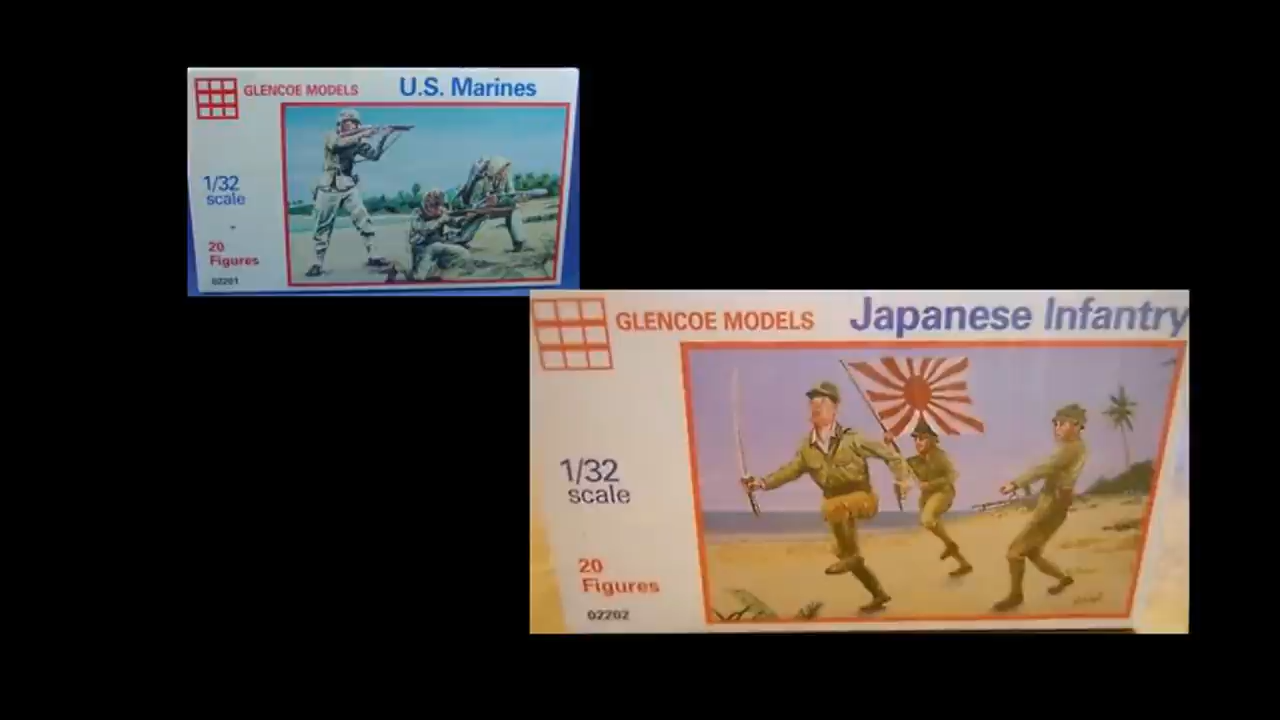 GLENCOE MODELS
U.S. Marines
1/32
scale
20
Figures
02201
GLENCOE MODELS
Japanese Infantry
1/32
scale
20
Figures
02202